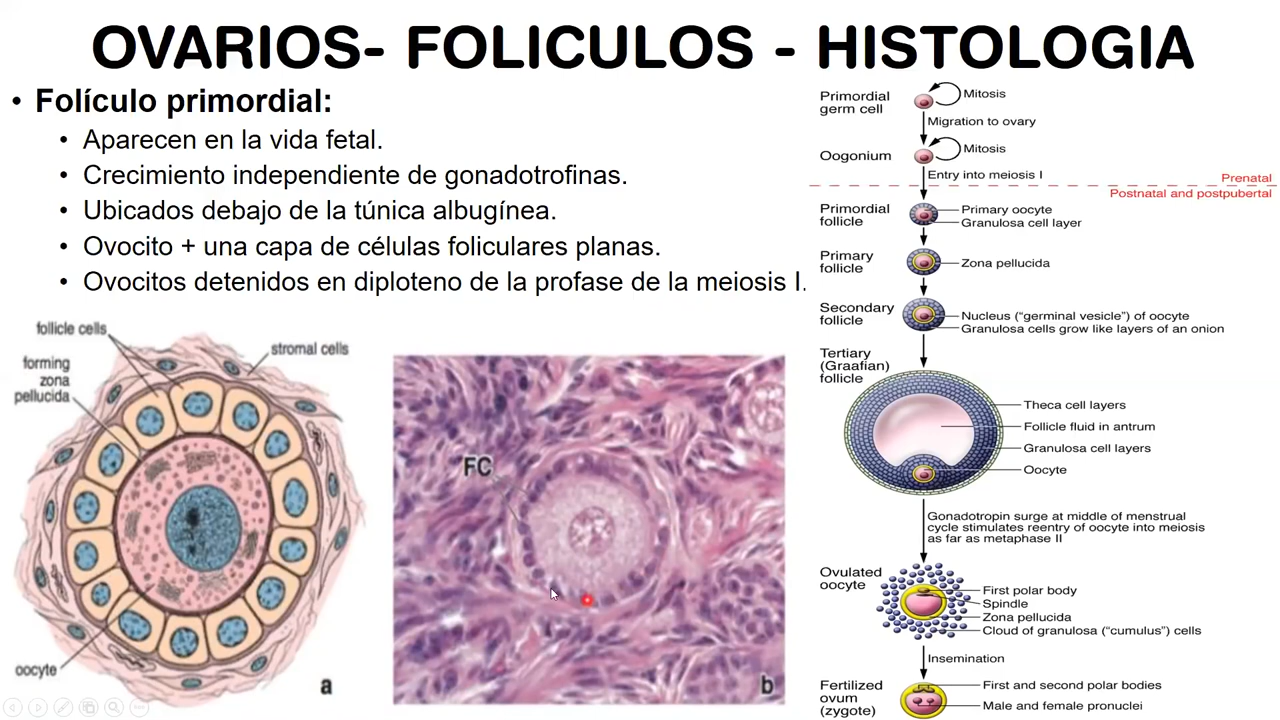 OVARIOS- FOLICULOS - HISTOLOGIA
• Folículo primordial:
• Aparecen en la vida fetal.
• Crecimiento independiente de gonadotrofinas.
• Ubicados debajo de la túnica albugínea.
• Ovocito + una capa de células foliculares planas.
• Ovocitos detenidos en diploteno de la profase de la meiosis I.
follicle cells
stromal cells
forming
zona
pellucida
oocyte
a
FC
b
Primordial
germ cell
Mitosis
Migration to ovary
Oogonium
Mitosis
Entry into meiosis I
Prenatal
Postnatal and postpubertal
Primordial
follicle
Primary oocyte
Granulosa cell layer
Primary
follicle
Zona pellucida
Secondary
follicle
Nucleus (“germinal vesicle”) of oocyte
Granulosa cells grow like layers of an onion
Tertiary
(Graafian)
follicle
Theca cell layers
Follicle fluid in antrum
Granulosa cell layers
Oocyte
Gonadotropin surge at middle of menstrual
cycle stimulates reentry of oocyte into meiosis
as far as metaphase II
Ovulated
oocyte
First polar body
Spindle
Zona pellucida
Cloud of granulosa (“cumulus”) cells
Insemination
Fertilized
ovum
(zygote)
First and second polar bodies
Male and female pronuclei